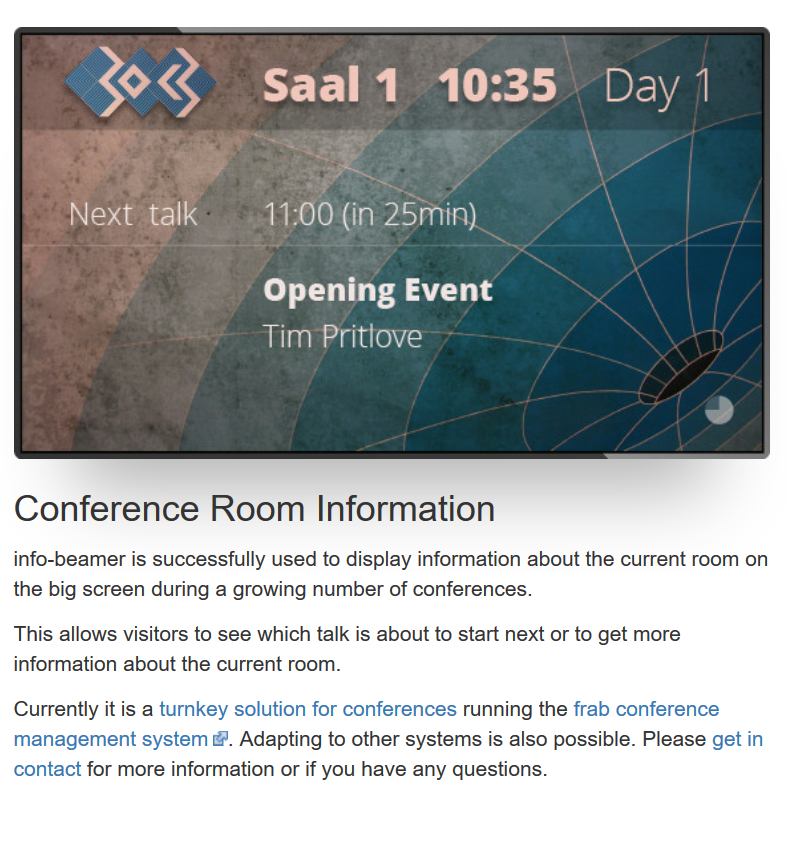 Saal 1 10:35 Day 1
Next talk 11:00 (in 25min)
Opening Event
Tim Pritlove
Conference Room Information
info-beamer is successfully used to display information about the current room on
the big screen during a growing number of conferences.
This allows visitors to see which talk is about to start next or to get more
information about the current room.
Currently it is a turnkey solution for conferences running the frab conference
management system. Adapting to other systems is also possible. Please get in
contact for more information or if you have any questions.